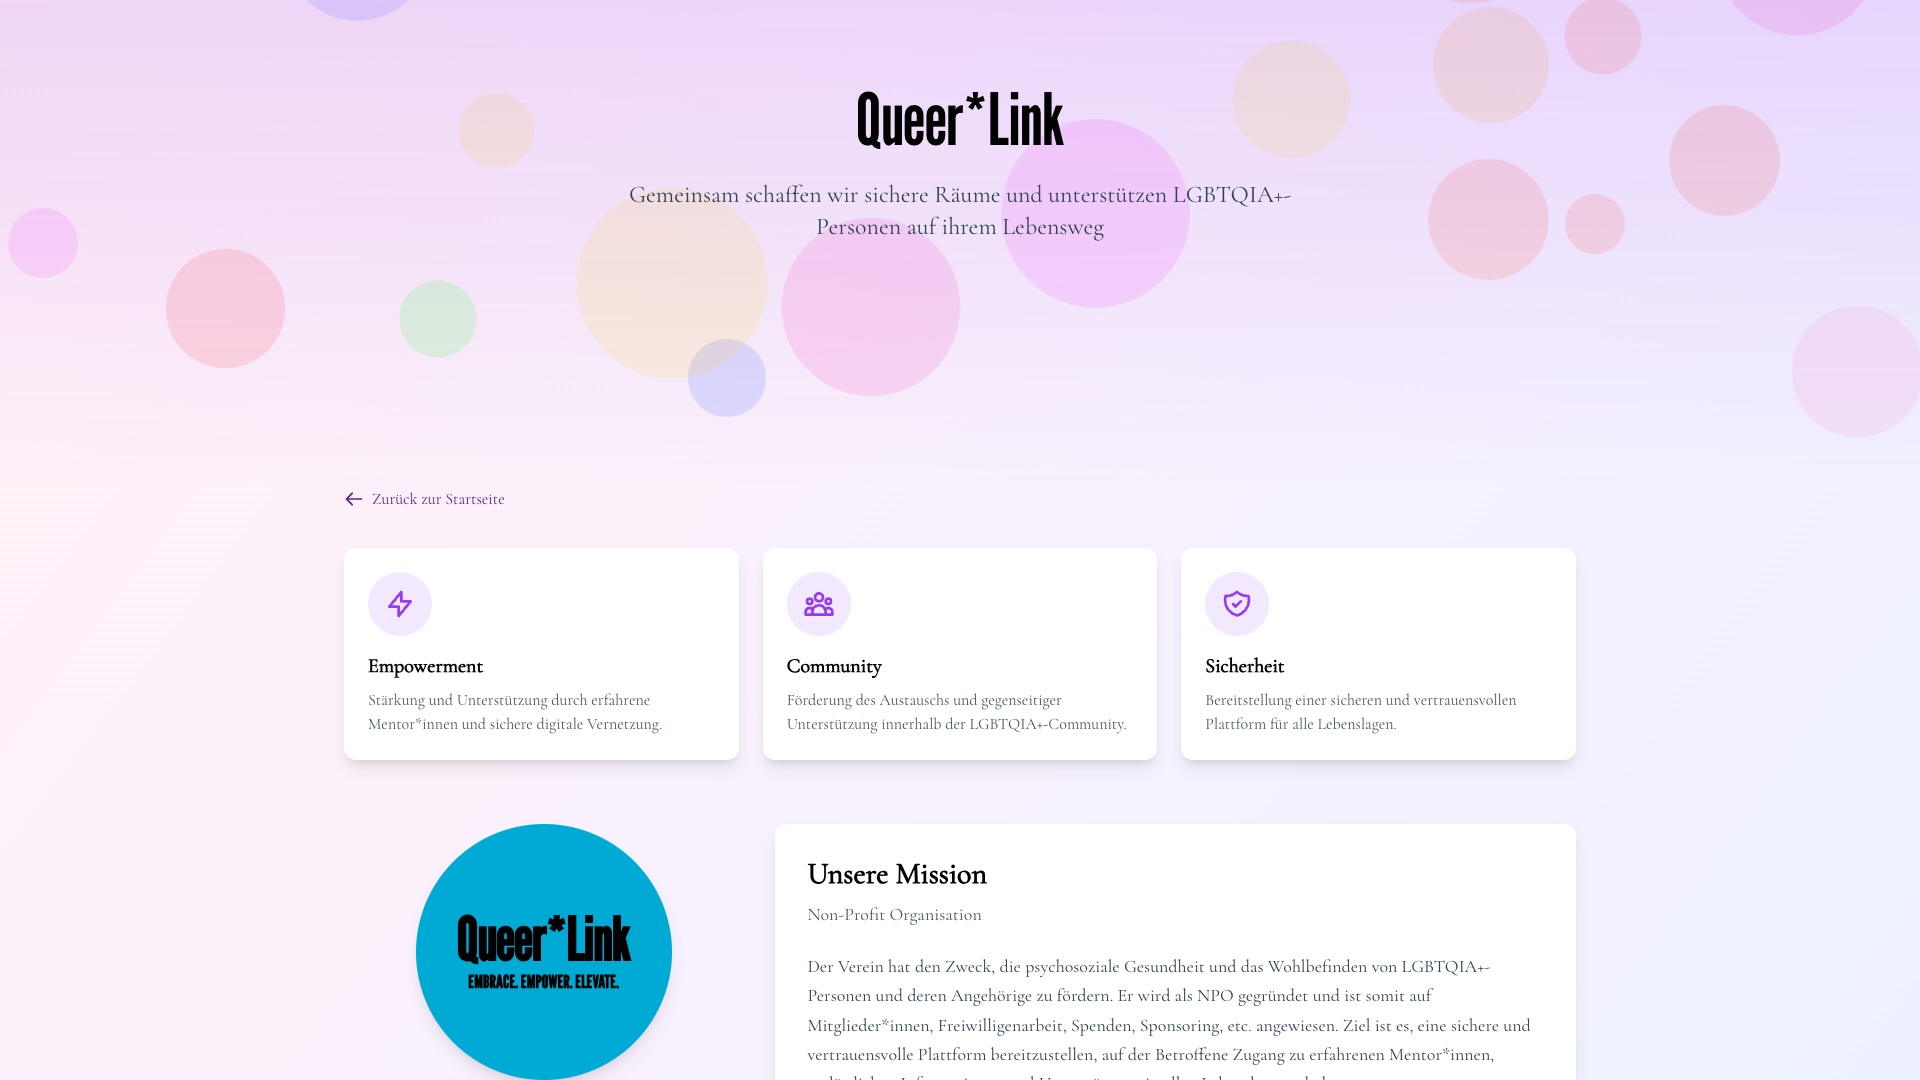 Queer*Link
Gemeinsam schaffen wir sichere Räume und unterstützen LGBTQIA+-
Personen auf ihrem Lebensweg
Zurück zur Startseite
Empowerment
Stärkung und Unterstützung durch erfahrene
Mentor*innen und sichere digitale Vernetzung.
Community
Förderung des Austauschs und gegenseitiger
Unterstützung innerhalb der LGBTQIA+-Community.
Sicherheit
Bereitstellung einer sicheren und vertrauensvollen
Plattform für alle Lebenslagen.
Queer*Link
EMBRACE. EMPOWER. ELEVATE.
Unsere Mission
Non-Profit Organisation
Der Verein hat den Zweck, die psychosoziale Gesundheit und das Wohlbefinden von LGBTQIA+-
Personen und deren Angehörige zu fördern. Er wird als NPO gegründet und ist somit auf
Mitglieder*innen, Freiwilligenarbeit, Spenden, Sponsoring, etc. angewiesen. Ziel ist es, eine sichere und
vertrauensvolle Plattform bereitzustellen, auf der Betroffene Zugang zu erfahrenen Mentor*innen,